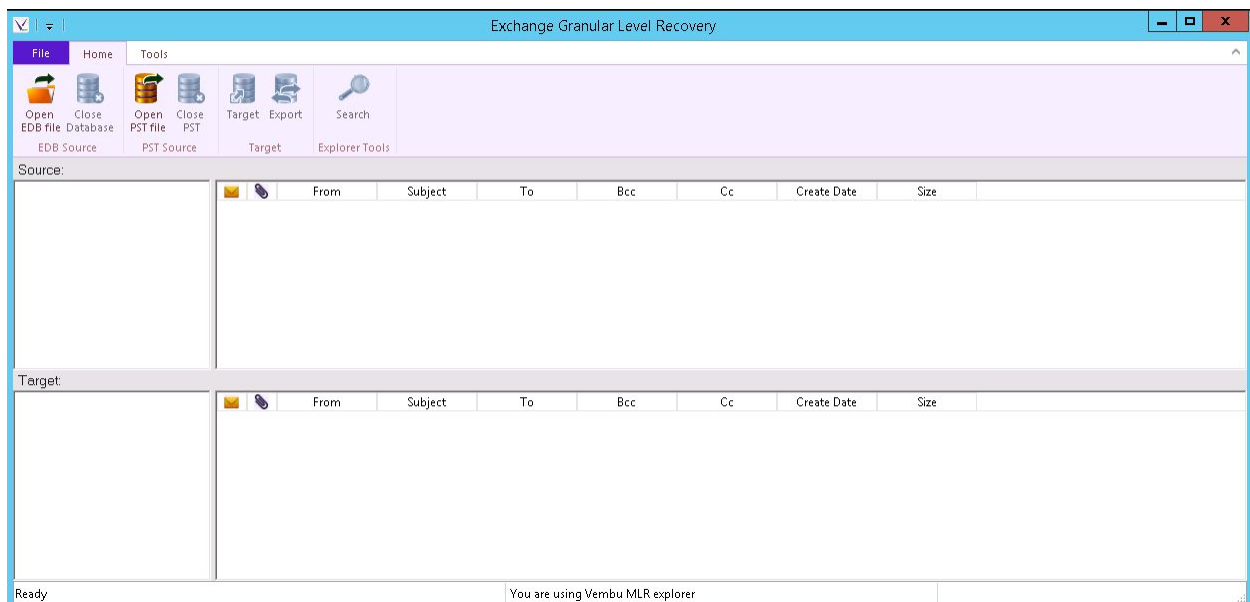 Exchange Granular Level Recovery
File Home Tools
Open EDB file Close Database Open PST file Close PST Target Export Search
EDB Source PST Source Target Explorer Tools
Source:
From Subject To Bcc Cc Create Date Size
Target:
From Subject To Bcc Cc Create Date Size
Ready You are using Vembu MLR explorer